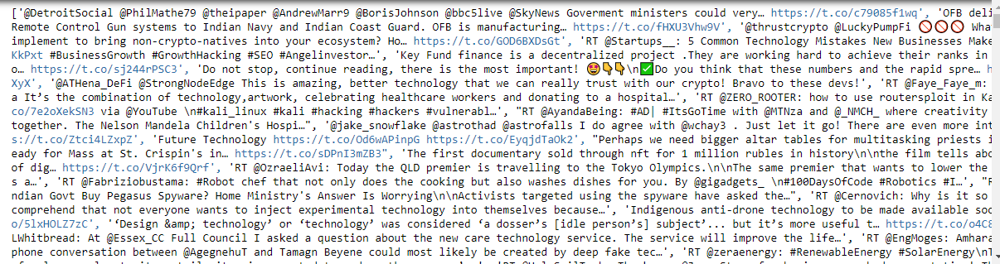 ['@DetroitSocial @PhilMathe79 @theipaper @AndrewMarr9 @BorisJohnson @bbc5live @SkyNews Goverment ministers could very… https://t.co/c79085f1wq', 'OFB deli
Remote Control Gun systems to Indian Navy and Indian Coast Guard. OFB is manufacturing… https://t.co/fHXU3Vhw9V', '@thrustcrypto @LuckyPumpFi 🚫🚫🚫 Wha
implement to bring non-crypto-natives into your ecosystem? Ho… https://t.co/GOD6BXDsGt', 'RT @Startups__: 5 Common Technology Mistakes New Businesses Make
KkPxt #BusinessGrowth #GrowthHacking #SEO #Angelinvestor…', 'Key Fund finance is a decentralized project .They are working hard to achieve their ranks in
o… https://t.co/sj244rPSC3', 'Do not stop, continue reading, there is the most important! 🤩👇👇\n✅Do you think that these numbers and the rapid spre… h
XyX', '@ATHena_DeFi @StrongNodeEdge This is amazing, better technology that we can really trust with our crypto! Bravo to these devs!', 'RT @Faye_Faye_m:
a It's the combination of technology,artwork, celebrating healthcare workers and donating to a hospital…', 'RT @ZERO_ROOTER: how to use routersploit in Ka
co/7e2oXekSN3 via @YouTube \n#kali_linux #kali #hacking #hackers #vulnerabl…', "RT @AyandaBeing: #AD| #ItsGoTime with @MTNza and @_NMCH_ where creativity
together. The Nelson Mandela Children's Hospi…", '@jake_snowflake @astrothad @astrofalls I do agree with @wchay3 . Just let it go! There are even more int
s://t.co/Ztci4LZxpZ', 'Future Technology https://t.co/Od6wAPinpG https://t.co/EyqjdTaOk2', "Perhaps we need bigger altar tables for multitasking priests i
eady for Mass at St. Crispin's in… https://t.co/sDPnI3mZB3", 'The first documentary sold through nft for 1 million rubles in history\n\nthe film tells abo
of dig… https://t.co/VjrK6f9Qrf', 'RT @OzraeliAvi: Today the QLD premier is travelling to the Tokyo Olympics.\n\nThe same premier that wants to lower the
s a…', 'RT @Fabriziobustama: #Robot chef that not only does the cooking but also washes dishes for you. By @gigadgets_ \n#100DaysOfCode #Robotics #I…',
ndian Govt Buy Pegasus Spyware? Home Ministry's Answer Is Worrying\n\nActivists targeted using the spyware have asked the…", 'RT @Cernovich: Why is it so
comprehend that not everyone wants to inject experimental technology into themselves because…', 'Indigenous anti-drone technology to be made available soo
o/5lxHOLZ7zC', '‘Design &amp; technology’ or ‘technology’ was considered ‘a dosser’s [idle person’s] subject’... but it’s more useful t… https://t.co/o4C8
LWhitbread: At @Essex_CC Full Council I asked a question about the new care technology service. The service will improve the life…', 'RT @EngMoges: Amhara
phone conversation between @AgegnehuT and Tamagn Beyene could most likely be created by deep fake tec…', 'RT @zeraenergy: #RenewableEnergy #SolarEnergy\nT